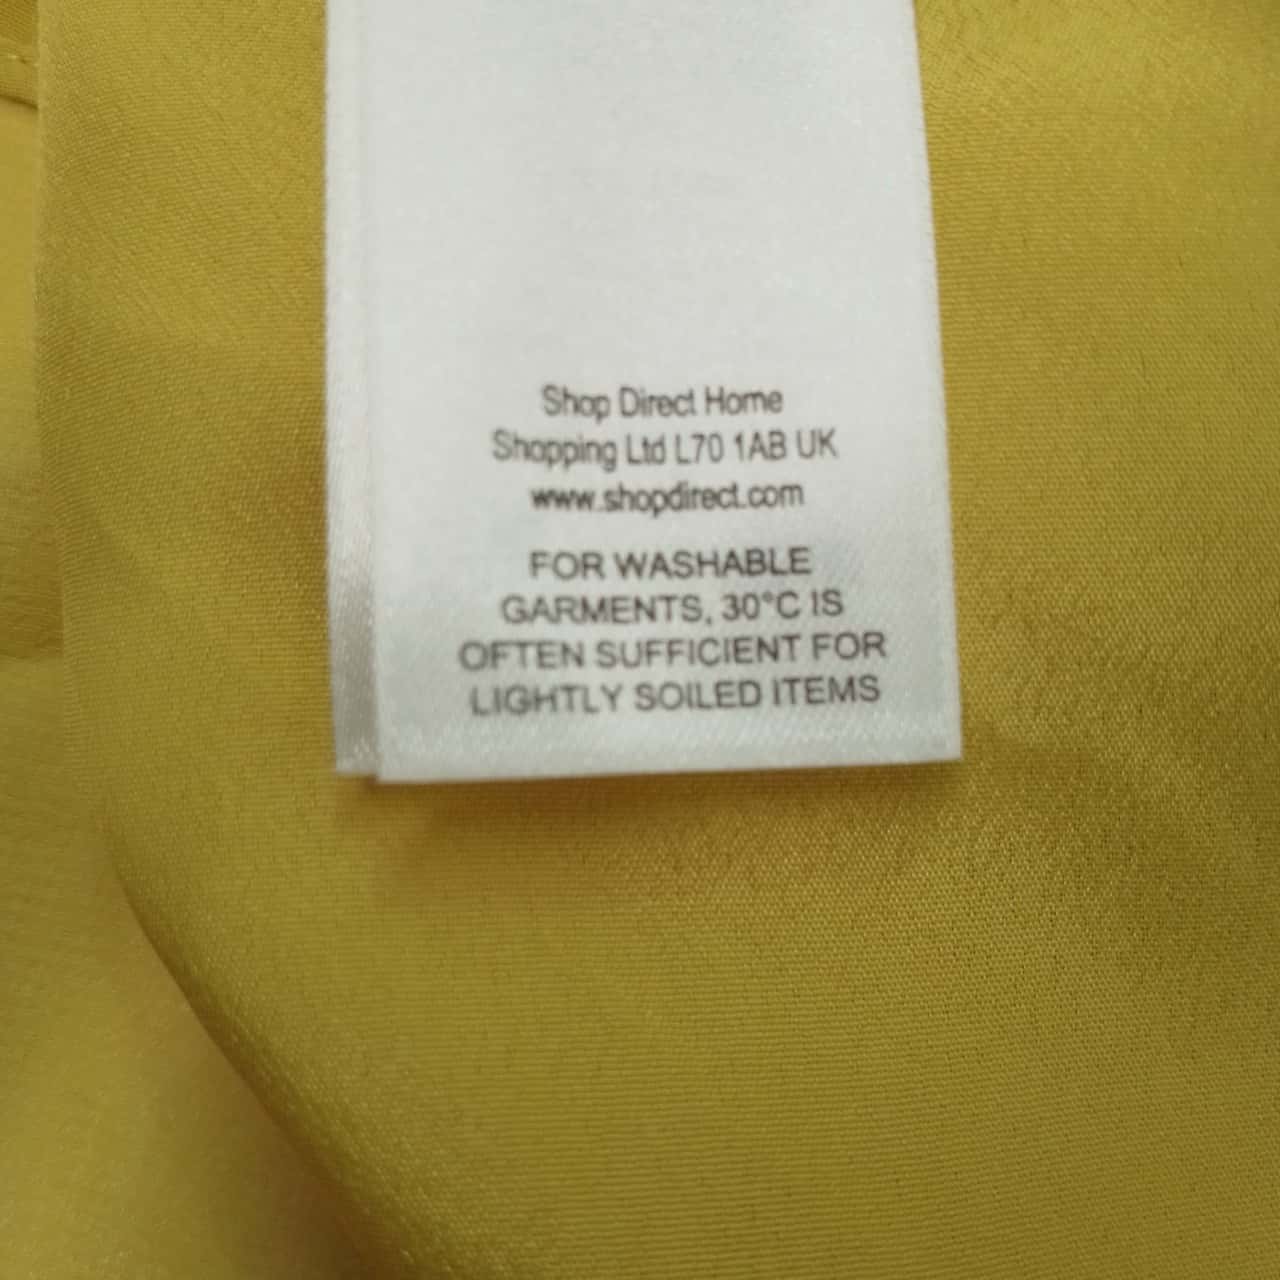 Shop Direct Home
Shopping Ltd L70 1AB UK
www.shopdirect.com
FOR WASHABLE
GARMENTS, 30°C IS
OFTEN SUFFICIENT FOR
LIGHTLY SOILED ITEMS